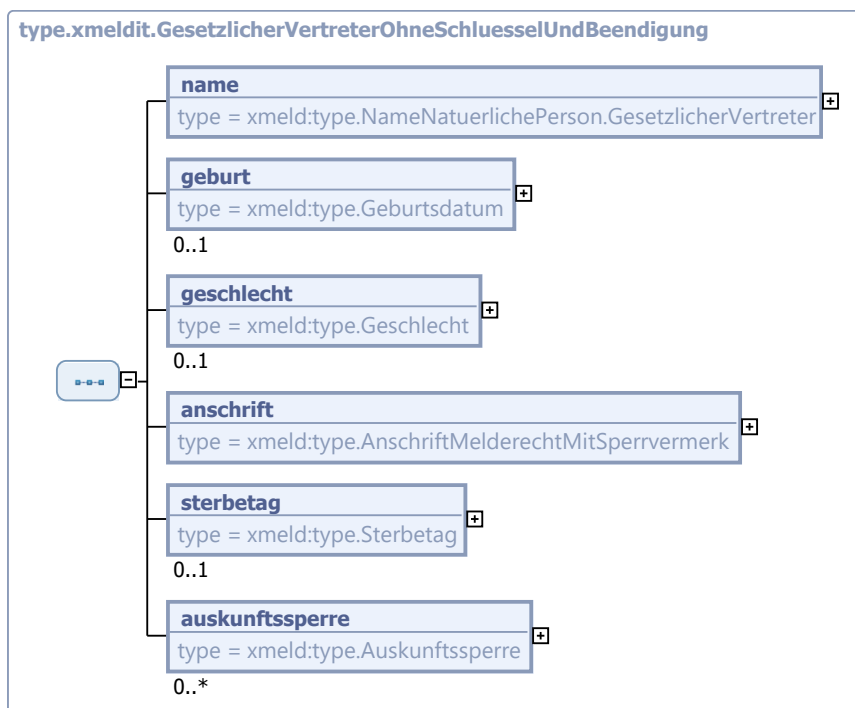 type.xmeldit.GesetzlicherVertreterOhneSchluesselUndBeendigung
name
type = xmeld:type.NameNatuerlichePerson.GesetzlicherVertreter
geburt
type = xmeld:type.Geburtsdatum
0..1
geschlecht
type = xmeld:type.Geschlecht
0..1
anschrift
type = xmeld:type.AnschriftMelderechtMitSperrvermerk
sterbetag
type = xmeld:type.Sterbetag
0..1
auskunftssperre
type = xmeld:type.Auskunftssperre
0..*